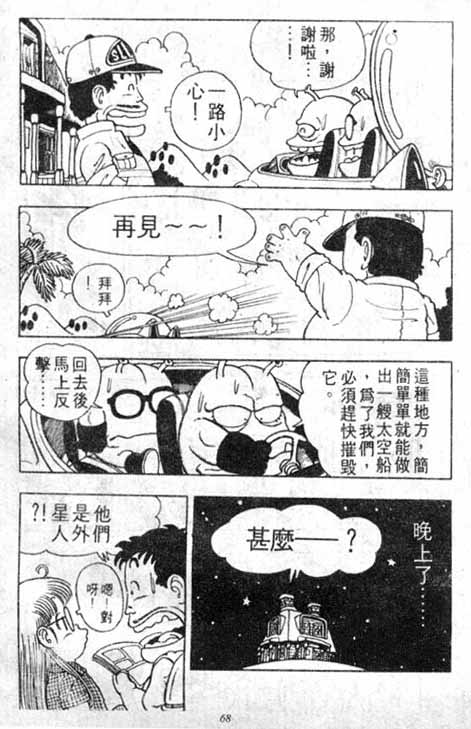 那，謝
謝啦…
…！
一路小
心！
再見～～！
拜拜
！
這種地方，簡
簡單單就能做
出一艘太空船
，為了我們，
必須趕快摧毀
它。
回去後
馬上反
擊……
晚上了……
甚麼——？
他們
是外
星人
?!
嗯！對
呀！
68